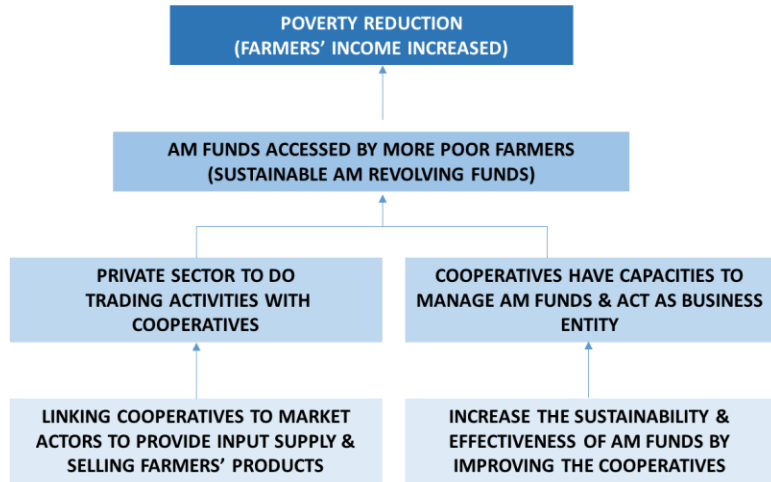 POVERTY REDUCTION
(FARMERS' INCOME INCREASED)
AM FUNDS ACCESSED BY MORE POOR FARMERS
(SUSTAINABLE AM REVOLVING FUNDS)
PRIVATE SECTOR TO DO
TRADING ACTIVITIES WITH
COOPERATIVES
COOPERATIVES HAVE CAPACITIES TO
MANAGE AM FUNDS & ACT AS BUSINESS
ENTITY
LINKING COOPERATIVES TO MARKET
ACTORS TO PROVIDE INPUT SUPPLY &
SELLING FARMERS' PRODUCTS
INCREASE THE SUSTAINABILITY &
EFFECTIVENESS OF AM FUNDS BY
IMPROVING THE COOPERATIVES